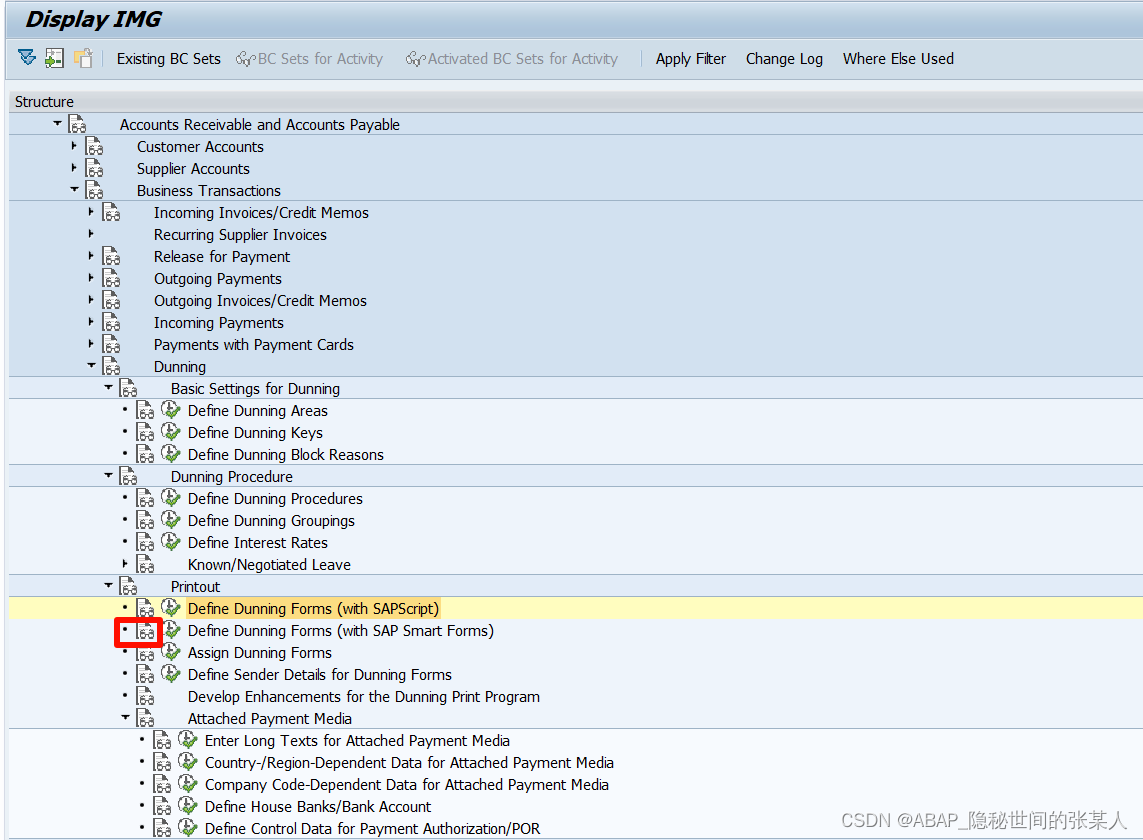 Display IMG
Existing BC Sets BC Sets for Activity Activated BC Sets for Activity Apply Filter Change Log Where Else Used
Structure
Accounts Receivable and Accounts Payable
Customer Accounts
Supplier Accounts
Business Transactions
Incoming Invoices/Credit Memos
Recurring Supplier Invoices
Release for Payment
Outgoing Payments
Outgoing Invoices/Credit Memos
Incoming Payments
Payments with Payment Cards
Dunning
Basic Settings for Dunning
Define Dunning Areas
Define Dunning Keys
Define Dunning Block Reasons
Dunning Procedure
Define Dunning Procedures
Define Dunning Groupings
Define Interest Rates
Known/Negotiated Leave
Printout
Define Dunning Forms (with SAPScript)
Define Dunning Forms (with SAP Smart Forms)
Assign Dunning Forms
Define Sender Details for Dunning Forms
Develop Enhancements for the Dunning Print Program
Attached Payment Media
Enter Long Texts for Attached Payment Media
Country-/Region-Dependent Data for Attached Payment Media
Company Code-Dependent Data for Attached Payment Media
Define House Banks/Bank Account
Define Control Data for Payment Authorization/POR
CSDN @ABAP_隐秘世间的张某人